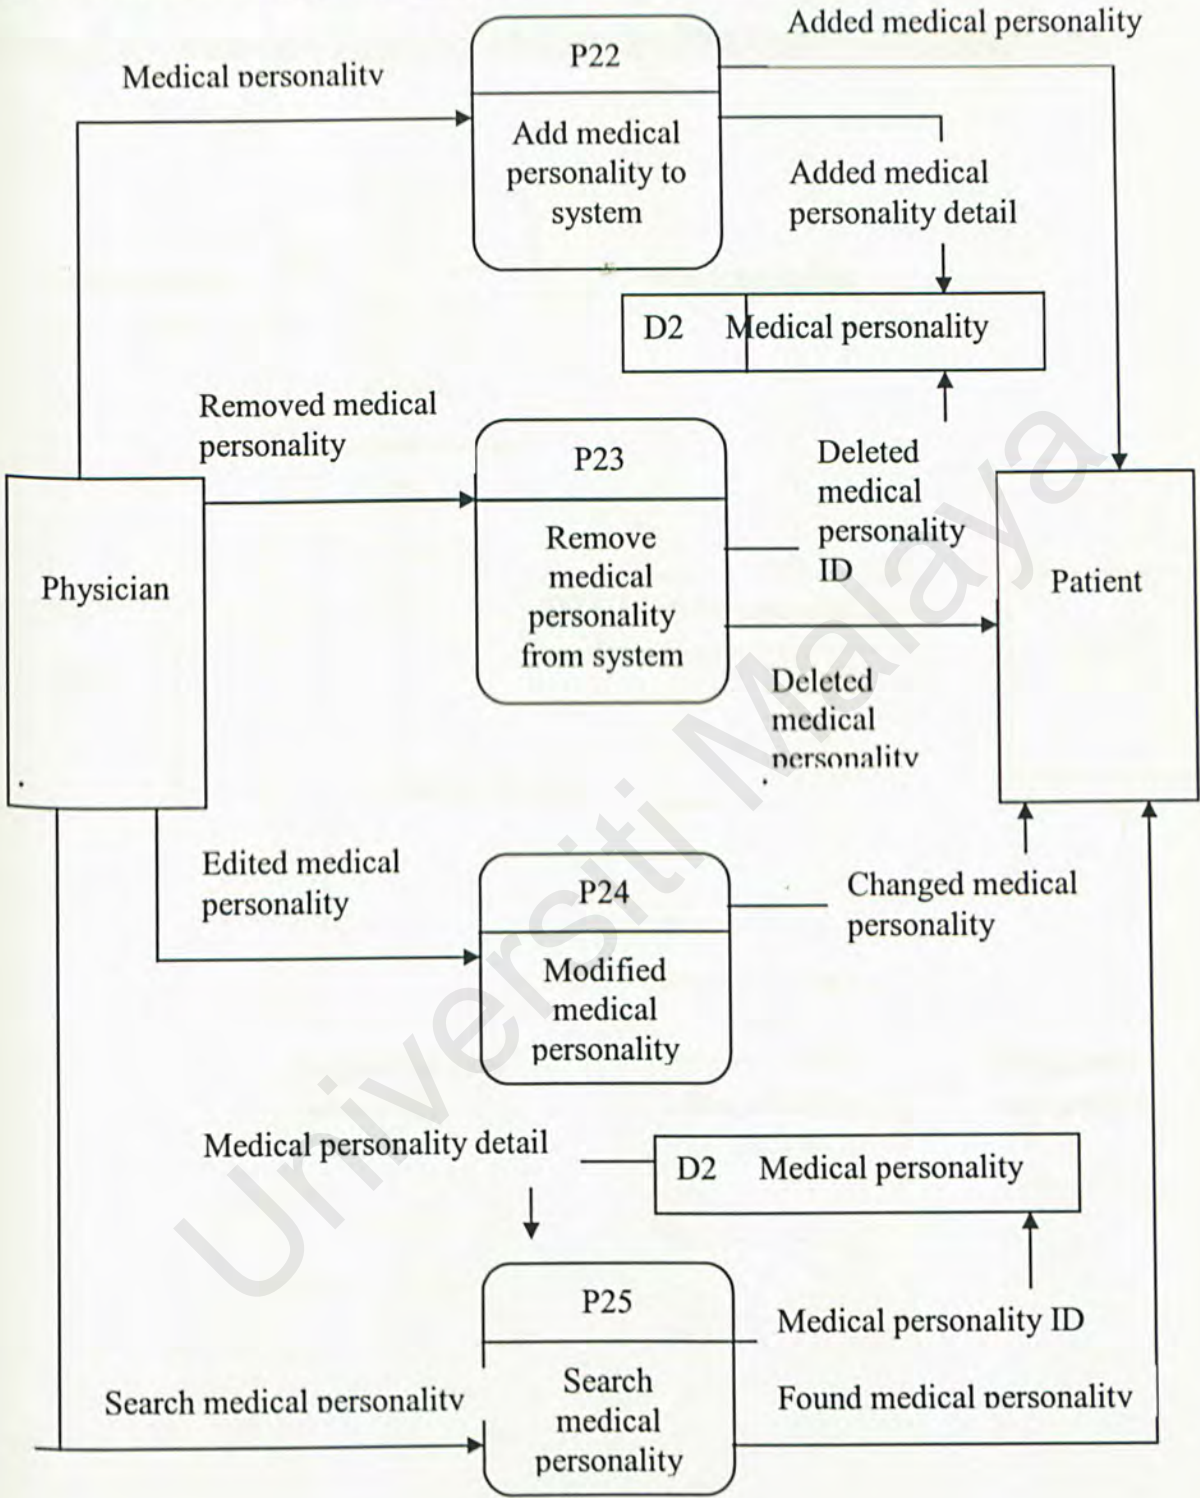 Added medical personality
P22
Medical personality
Add medical
personality to
system
Added medical
personality detail
D2 Medical personality
Removed medical
personality
P23
Deleted
medical
personality
ID
Remove
medical
personality
from system
Physician
Patient
Deleted
medical
personality
Edited medical
personality
P24
Changed medical
personality
Modified
medical
personality
Medical personality detail
D2 Medical personality
P25
Medical personality ID
Search medical personality
Search
medical
personality
Found medical personality
Universiti Malaya